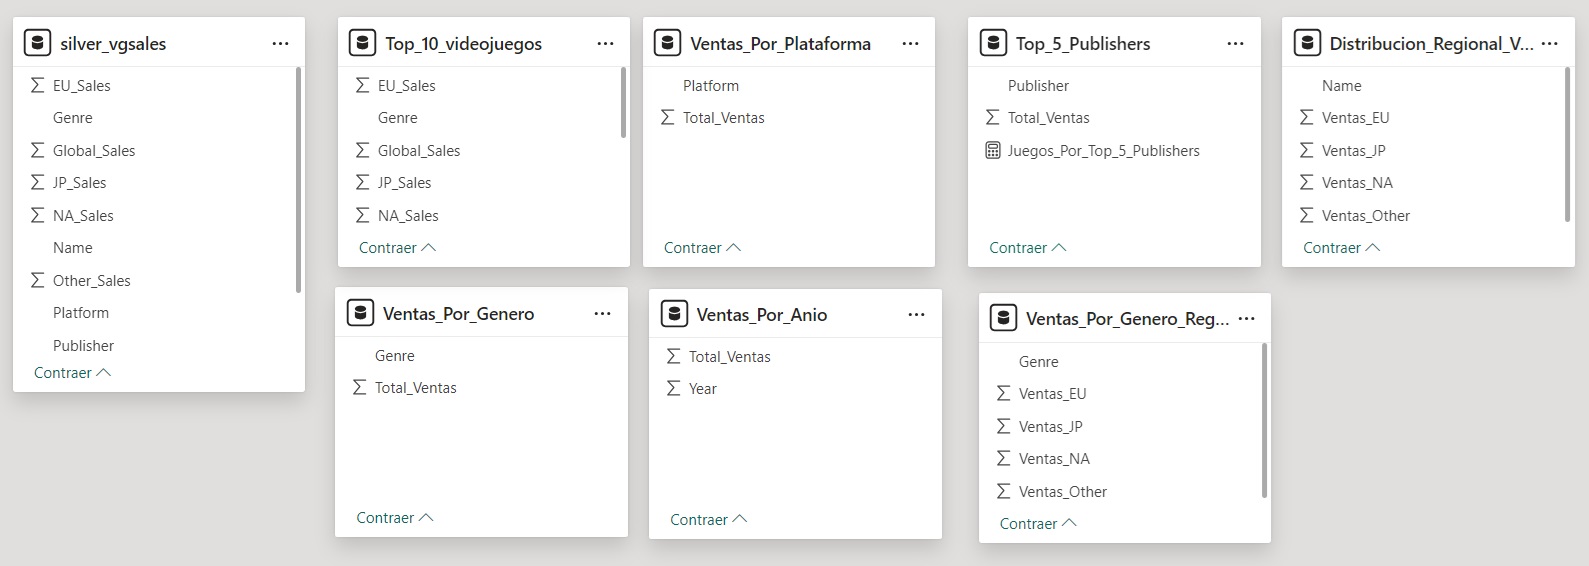 silver_vgsales
EU_Sales
Genre
Global_Sales
JP_Sales
NA_Sales
Name
Other_Sales
Platform
Publisher
Contraer
Top_10_videojuegos
EU_Sales
Genre
Global_Sales
JP_Sales
NA_Sales
Contraer
Ventas_Por_Plataforma
Platform
Total_Ventas
Contraer
Top_5_Publishers
Publisher
Total_Ventas
Juegos_Por_Top_5_Publishers
Contraer
Distribucion_Regional_V...
Name
Ventas_EU
Ventas_JP
Ventas_NA
Ventas_Other
Contraer
Ventas_Por_Genero
Genre
Total_Ventas
Contraer
Ventas_Por_Anio
Total_Ventas
Year
Contraer
Ventas_Por_Genero_Reg...
Genre
Ventas_EU
Ventas_JP
Ventas_NA
Ventas_Other
Contraer